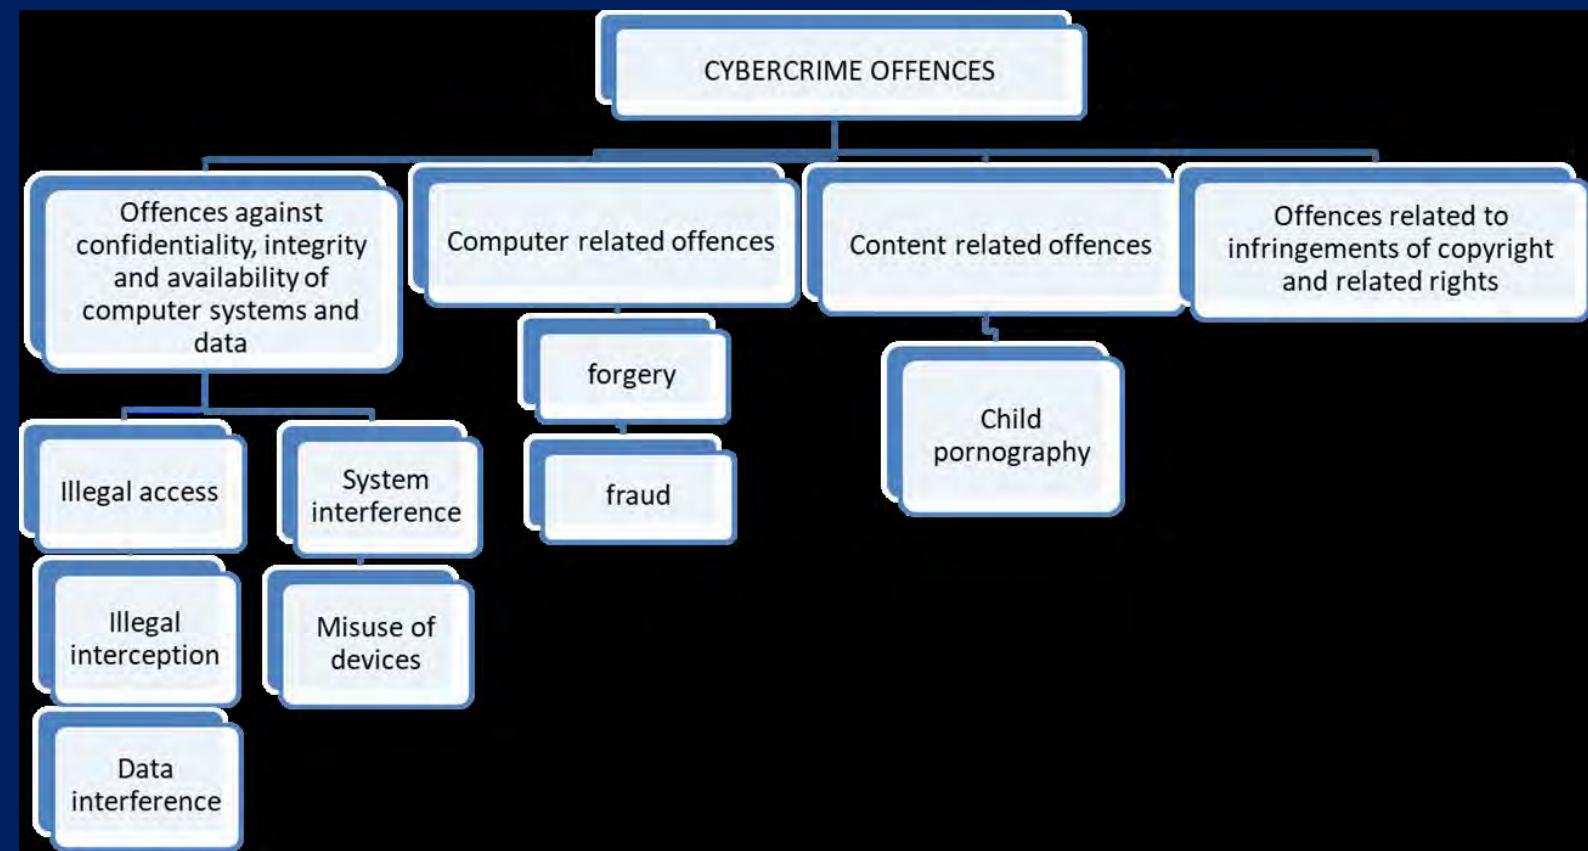 CYBERCRIME OFFENCES
Offences against
confidentiality, integrity
and availability of
computer systems and
data
Computer related offences
Content related offences
Offences related to
infringements of copyright
and related rights
Illegal access
System
interference
forgery
Child
pornography
fraud
Illegal
interception
Misuse of
devices
Data
interference